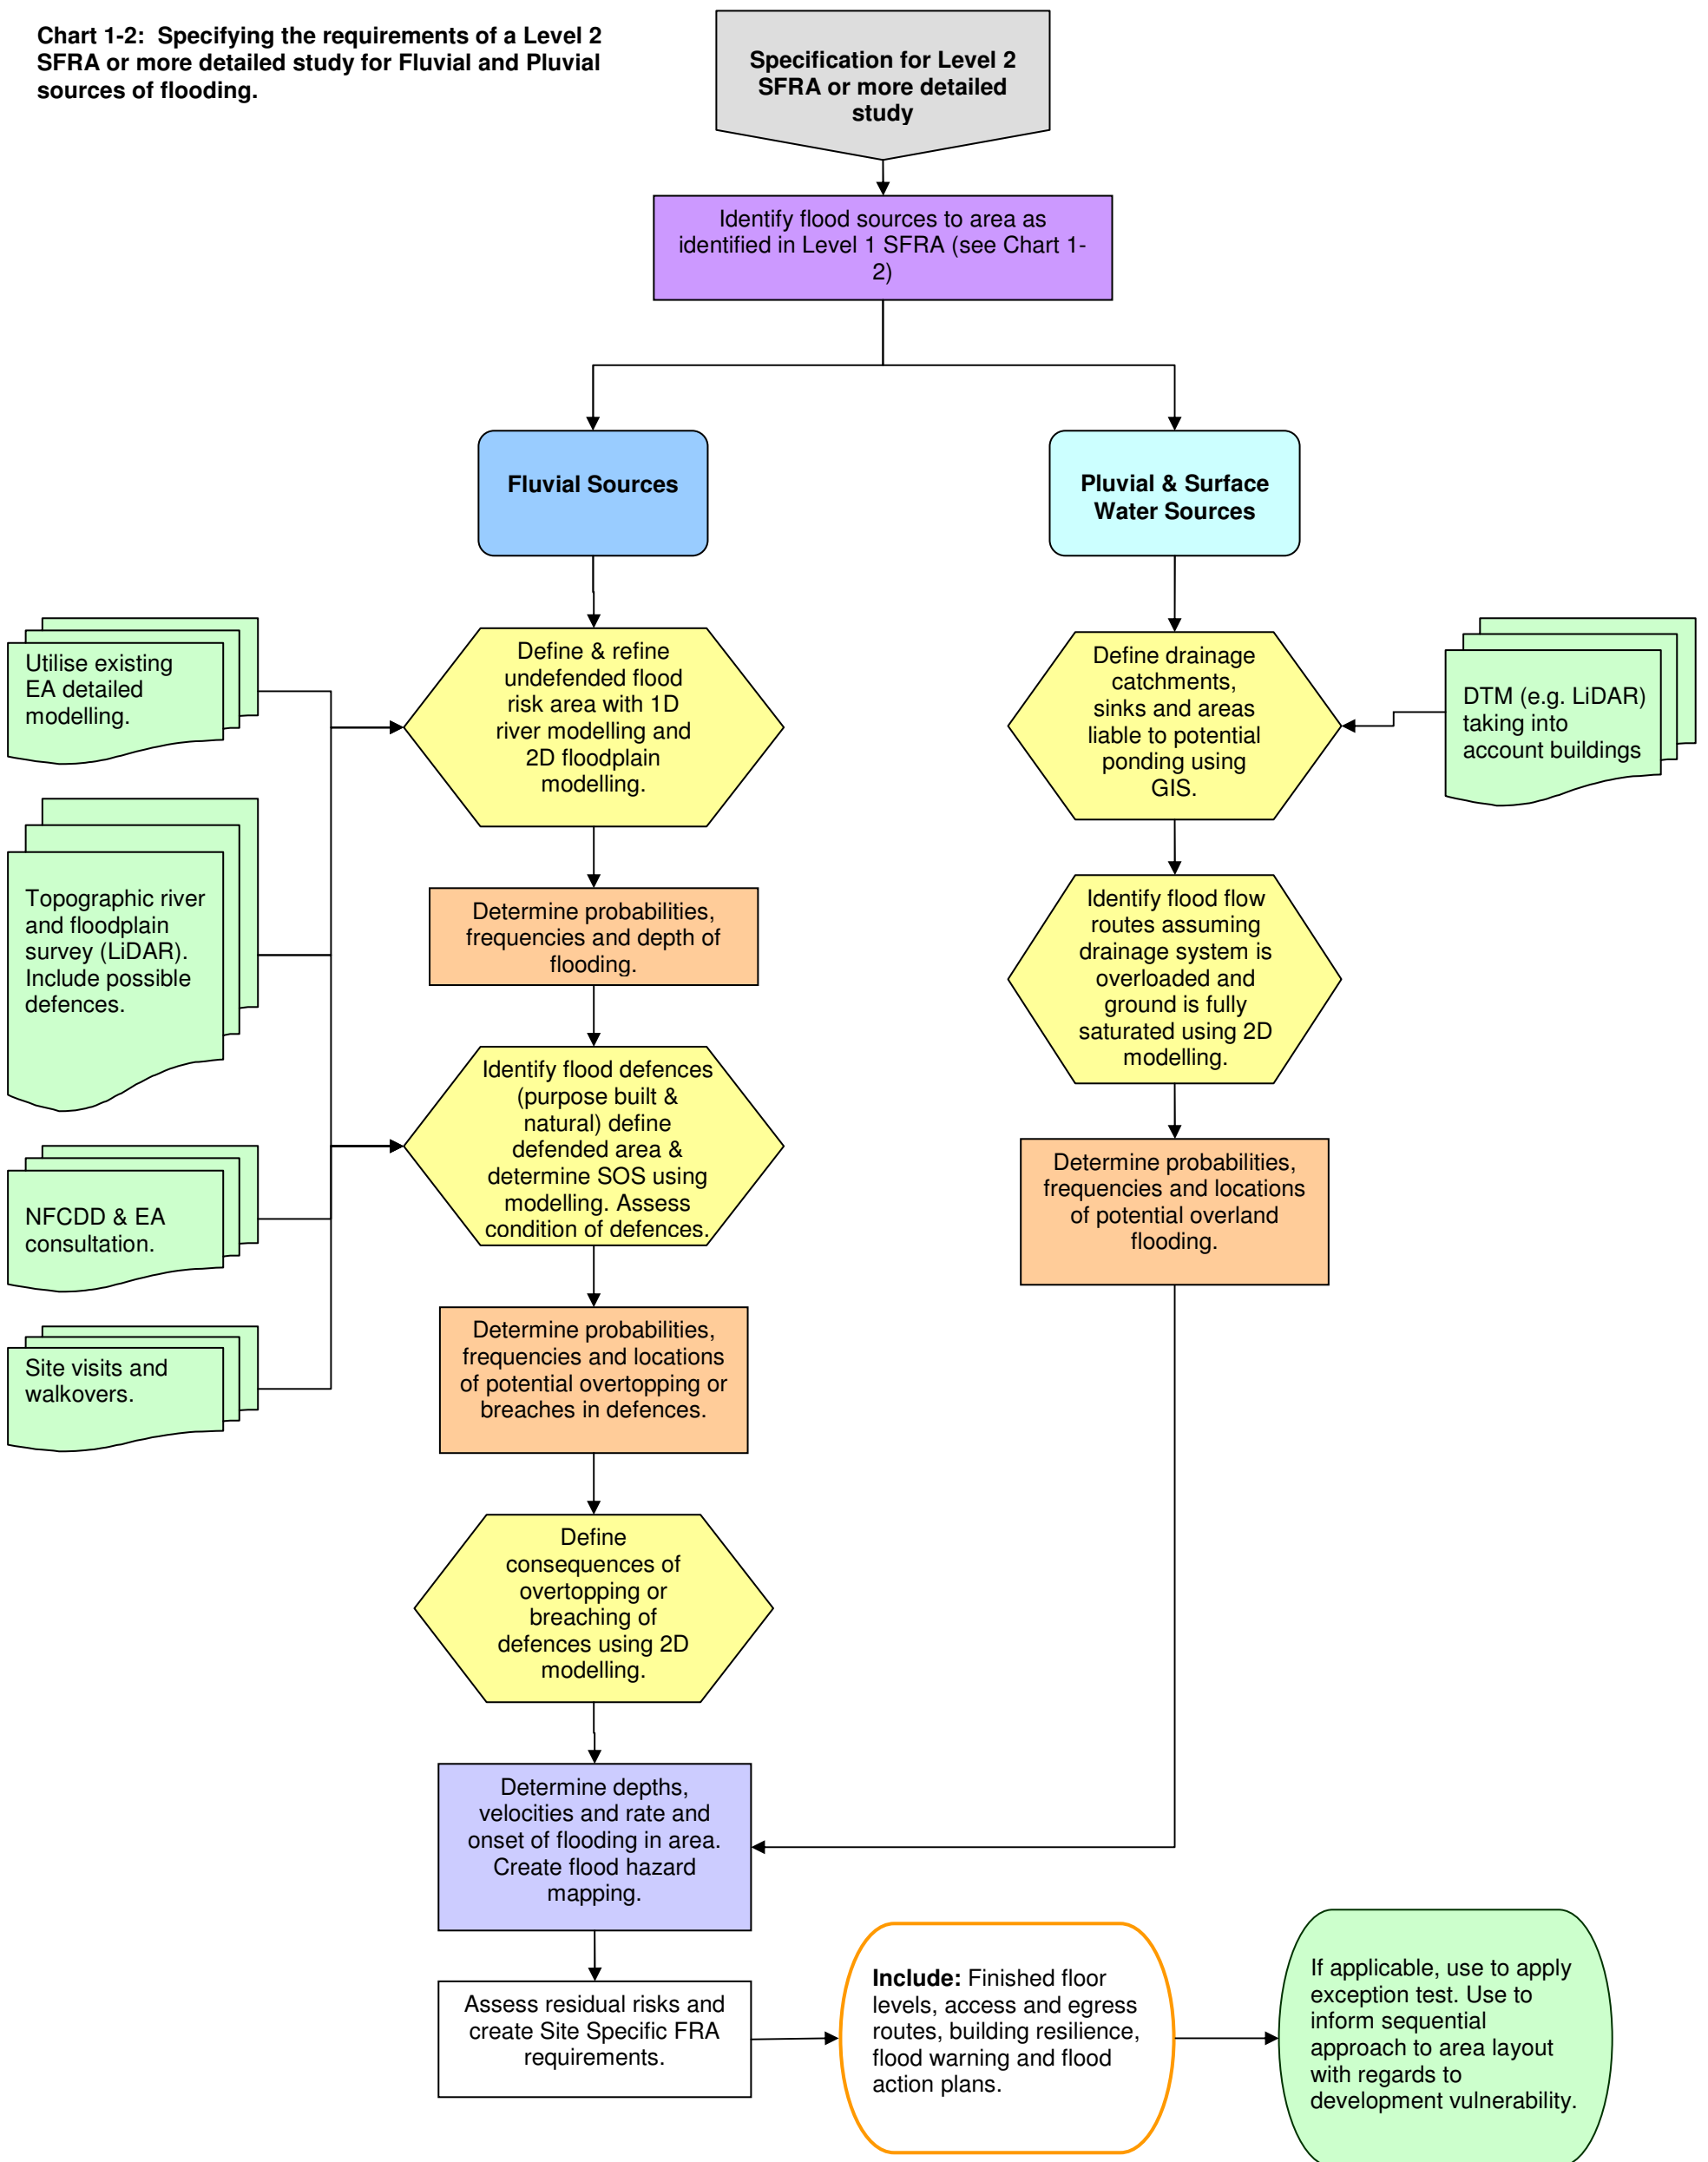 Chart 1-2:  Specifying the requirements of a Level 2
SFRA or more detailed study for Fluvial and Pluvial
sources of flooding.
Specification for Level 2
SFRA or more detailed
study
Identify flood sources to area as
identified in Level 1 SFRA (see Chart 1-
2)
Fluvial Sources
Pluvial & Surface
Water Sources
Utilise existing
EA detailed
modelling.
Define & refine
undefended flood
risk area with 1D
river modelling and
2D floodplain
modelling.
Define drainage
catchments,
sinks and areas
liable to potential
ponding using
GIS.
DTM (e.g. LiDAR)
taking into
account buildings
Topographic river
and floodplain
survey (LiDAR).
Include possible
defences.
Determine probabilities,
frequencies and depth of
flooding.
Identify flood flow
routes assuming
drainage system is
overloaded and
ground is fully
saturated using 2D
modelling.
Identify flood defences
(purpose built &
natural) define
defended area &
determine SOS using
modelling. Assess
condition of defences.
NFCDD & EA
consultation.
Determine probabilities,
frequencies and locations
of potential overland
flooding.
Site visits and
walkovers.
Determine probabilities,
frequencies and locations
of potential overtopping or
breaches in defences.
Define
consequences of
overtopping or
breaching of
defences using 2D
modelling.
Determine depths,
velocities and rate and
onset of flooding in area.
Create flood hazard
mapping.
Assess residual risks and
create Site Specific FRA
requirements.
Include: Finished floor
levels, access and egress
routes, building resilience,
flood warning and flood
action plans.
If applicable, use to apply
exception test. Use to
inform sequential
approach to area layout
with regards to
development vulnerability.